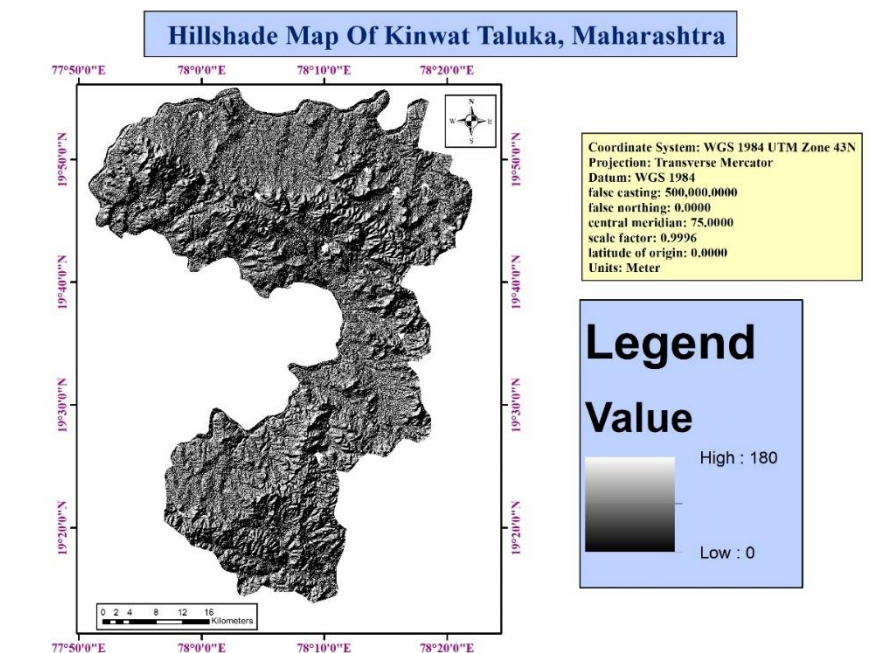 Hillshade Map Of Kinwat Taluka, Maharashtra
77°50'0"E 78°0'0"E 78°10'0"E 78°20'0"E
N
W E
S
19°50'0"N 19°50'0"N
19°40'0"N 19°40'0"N
19°30'0"N 19°30'0"N
19°20'0"N 19°20'0"N
0 2 4 8 12 16
Kilometers
77°50'0"E 78°0'0"E 78°10'0"E 78°20'0"E
Coordinate System: WGS 1984 UTM Zone 43N
Projection: Transverse Mercator
Datum: WGS 1984
false easting: 500,000.0000
false northing: 0.0000
central meridian: 75.0000
scale factor: 0.9996
latitude of origin: 0.0000
Units: Meter
Legend
Value
High : 180
Low : 0